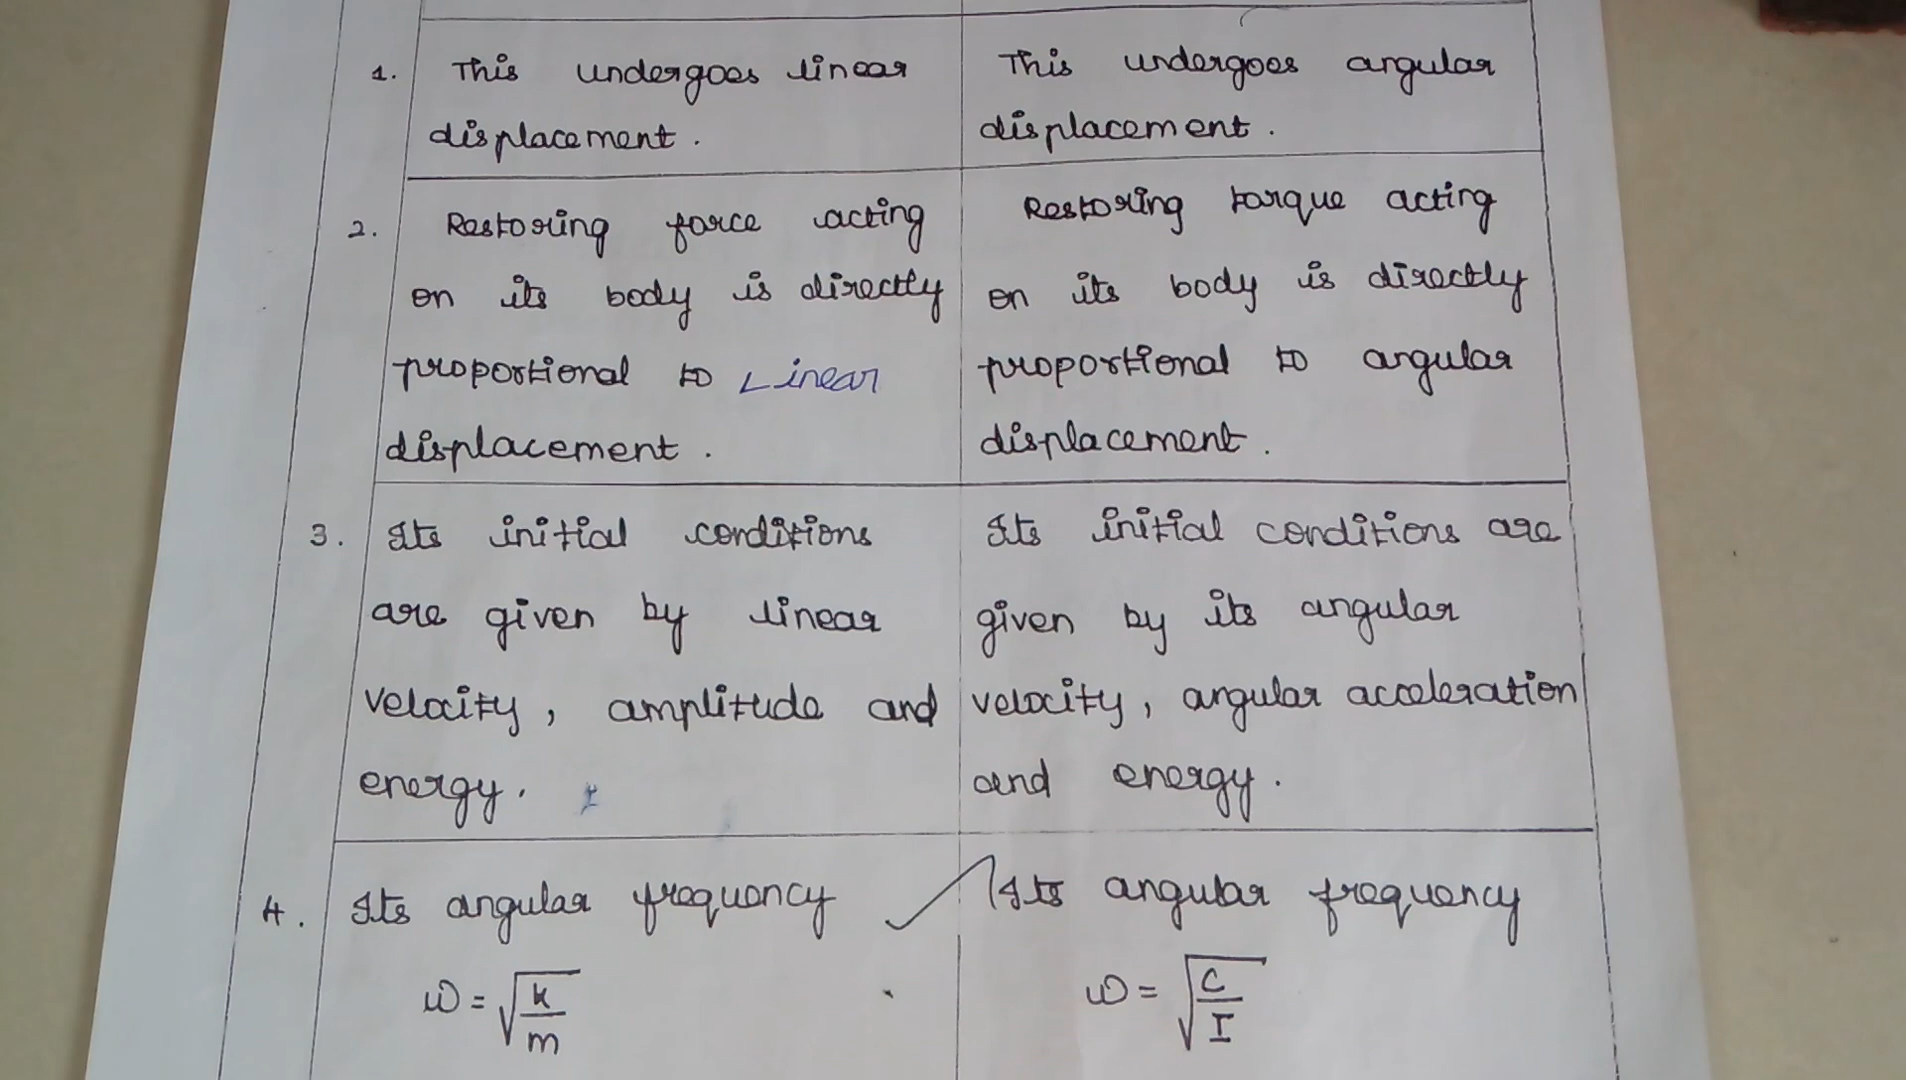 1. This undergoes linear
displacement.
This undergoes angular
displacement.
2. Restoring force acting
on its body is directly
proportional to Linear
displacement.
Restoring torque acting
on its body is directly
proportional to angular
displacement.
3. Its initial conditions
are given by linear
velocity, amplitude and
energy.
Its initial conditions are
given by its angular
velocity, angular acceleration
and energy.
4. Its angular frequency
ω = √(k/m)
Its angular frequency
ω = √(C/I)